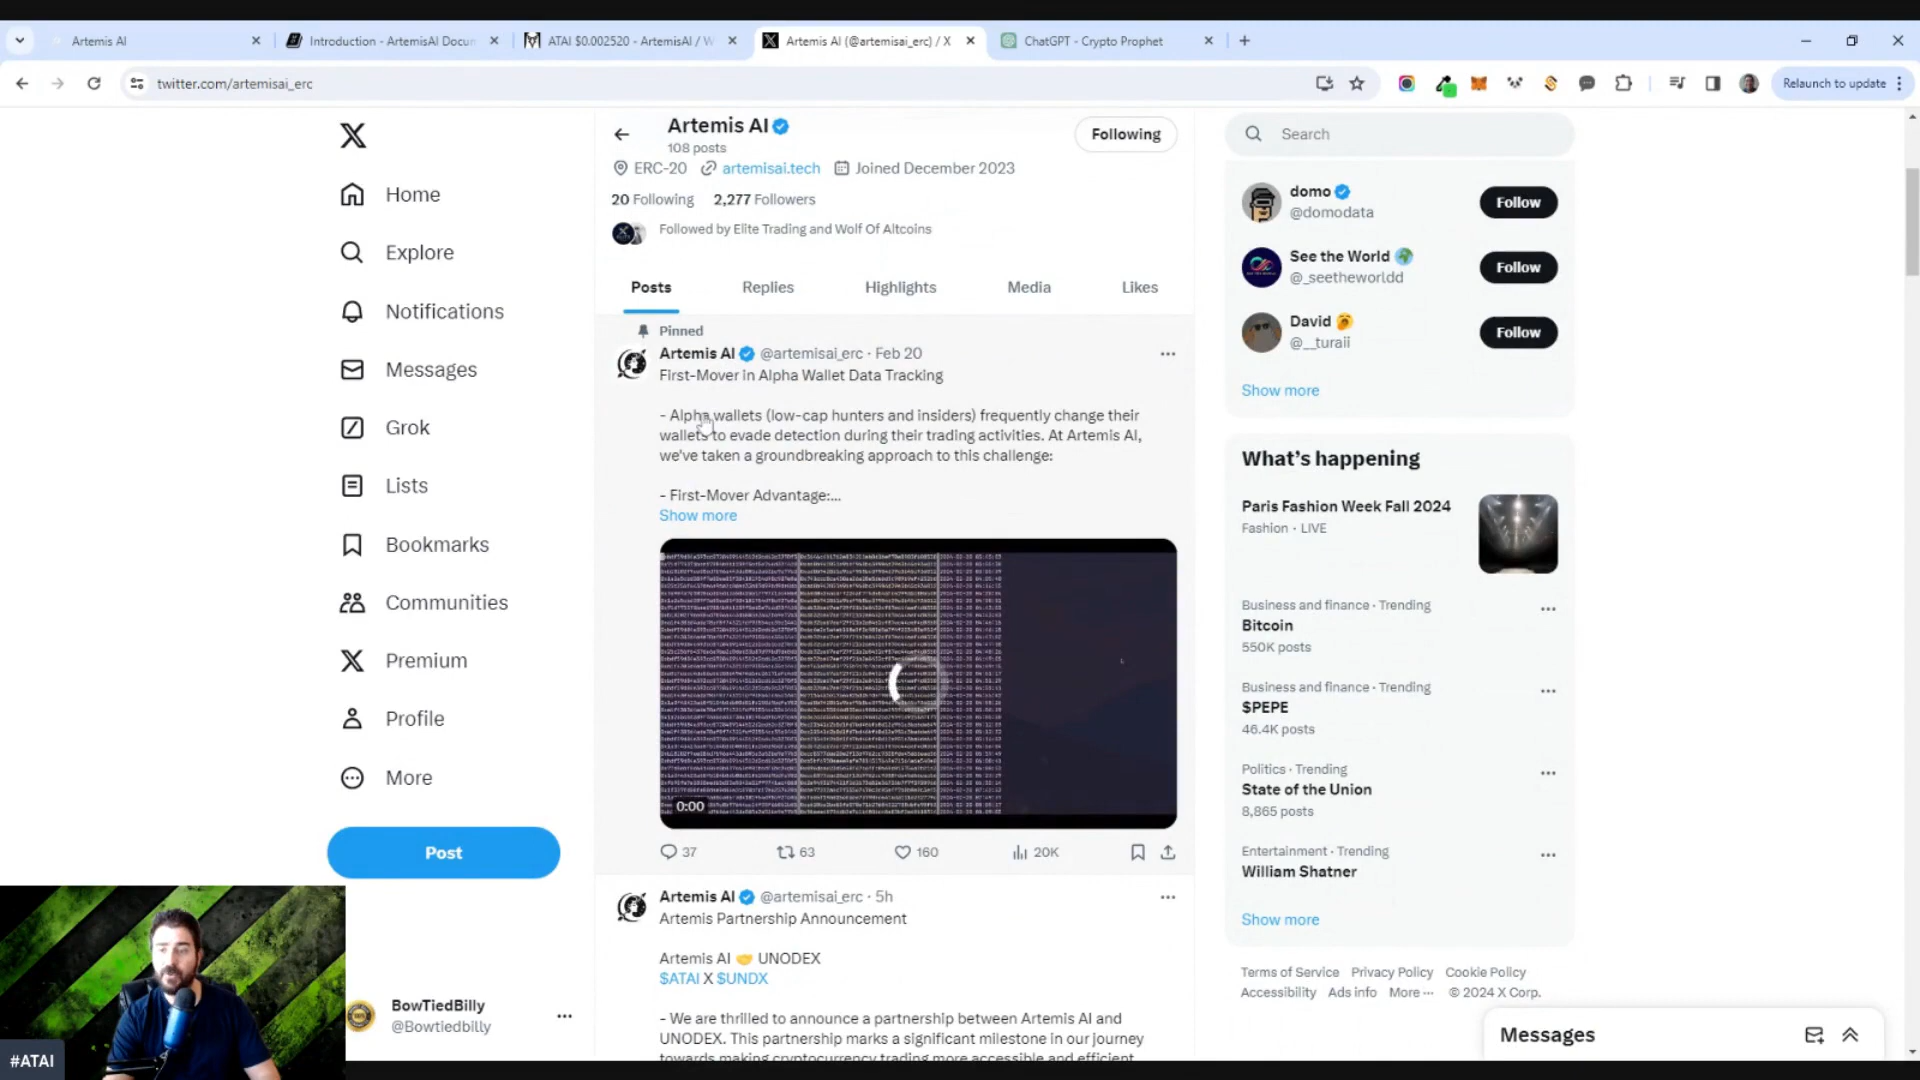 Artemis AI
Introduction - ArtemisAI Docun
ATAI $0.002520 - ArtemisAI / W
Artemis AI (@artemisai_erc) / X
ChatGPT - Crypto Prophet
twitter.com/artemisai_erc
Relaunch to update
Home
Explore
Notifications
Messages
Grok
Lists
Bookmarks
Communities
Premium
Profile
More
Post
BowTiedBilly
@Bowtiedbilly
#ATAI
Artemis AI
108 posts
Following
ERC-20 artemisai.tech Joined December 2023
20 Following 2,277 Followers
Followed by Elite Trading and Wolf Of Altcoins
Posts Replies Highlights Media Likes
Pinned
Artemis AI @artemisai_erc · Feb 20
First-Mover in Alpha Wallet Data Tracking
- Alpha wallets (low-cap hunters and insiders) frequently change their
wallets to evade detection during their trading activities. At Artemis AI,
we've taken a groundbreaking approach to this challenge:
- First-Mover Advantage:...
Show more
0:00
37 63 160 20K
Artemis AI @artemisai_erc · 5h
Artemis Partnership Announcement
Artemis AI 🤝 UNODEX
$ATAI X $UNDX
- We are thrilled to announce a partnership between Artemis AI and
UNODEX. This partnership marks a significant milestone in our journey
towards making cryptocurrency trading more accessible and efficient
Search
domo
@domodata
Follow
See the World
@_seetheworldd
Follow
David
@__turaii
Follow
Show more
What's happening
Paris Fashion Week Fall 2024
Fashion · LIVE
Business and finance · Trending
Bitcoin
550K posts
Business and finance · Trending
$PEPE
46.4K posts
Politics · Trending
State of the Union
8,865 posts
Entertainment · Trending
William Shatner
Show more
Terms of Service Privacy Policy Cookie Policy
Accessibility Ads info More ··· © 2024 X Corp.
Messages